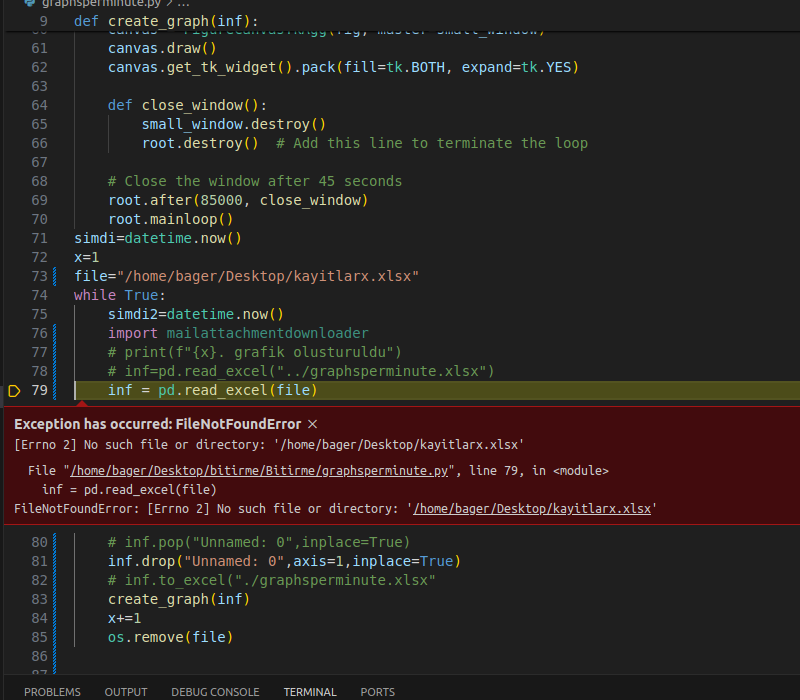 graphsperminute.py > ...
9 def create_graph(inf):
61 canvas.draw()
62 canvas.get_tk_widget().pack(fill=tk.BOTH, expand=tk.YES)
63
64 def close_window():
65 small_window.destroy()
66 root.destroy()  # Add this line to terminate the loop
67
68 # Close the window after 45 seconds
69 root.after(85000, close_window)
70 root.mainloop()
71 simdi=datetime.now()
72 x=1
73 file="/home/bager/Desktop/kayitlarx.xlsx"
74 while True:
75 simdi2=datetime.now()
76 import mailattachmentdownloader
77 # print(f"{x}. grafik olusturuldu")
78 # inf=pd.read_excel("../graphsperminute.xlsx")
79 inf = pd.read_excel(file)
Exception has occurred: FileNotFoundError ×
[Errno 2] No such file or directory: '/home/bager/Desktop/kayitlarx.xlsx'
File "/home/bager/Desktop/bitirme/Bitirme/graphsperminute.py", line 79, in <module>
inf = pd.read_excel(file)
FileNotFoundError: [Errno 2] No such file or directory: '/home/bager/Desktop/kayitlarx.xlsx'
80 # inf.pop("Unnamed: 0",inplace=True)
81 inf.drop("Unnamed: 0",axis=1,inplace=True)
82 # inf.to_excel("./graphsperminute.xlsx"
83 create_graph(inf)
84 x+=1
85 os.remove(file)
86
PROBLEMS OUTPUT DEBUG CONSOLE TERMINAL PORTS